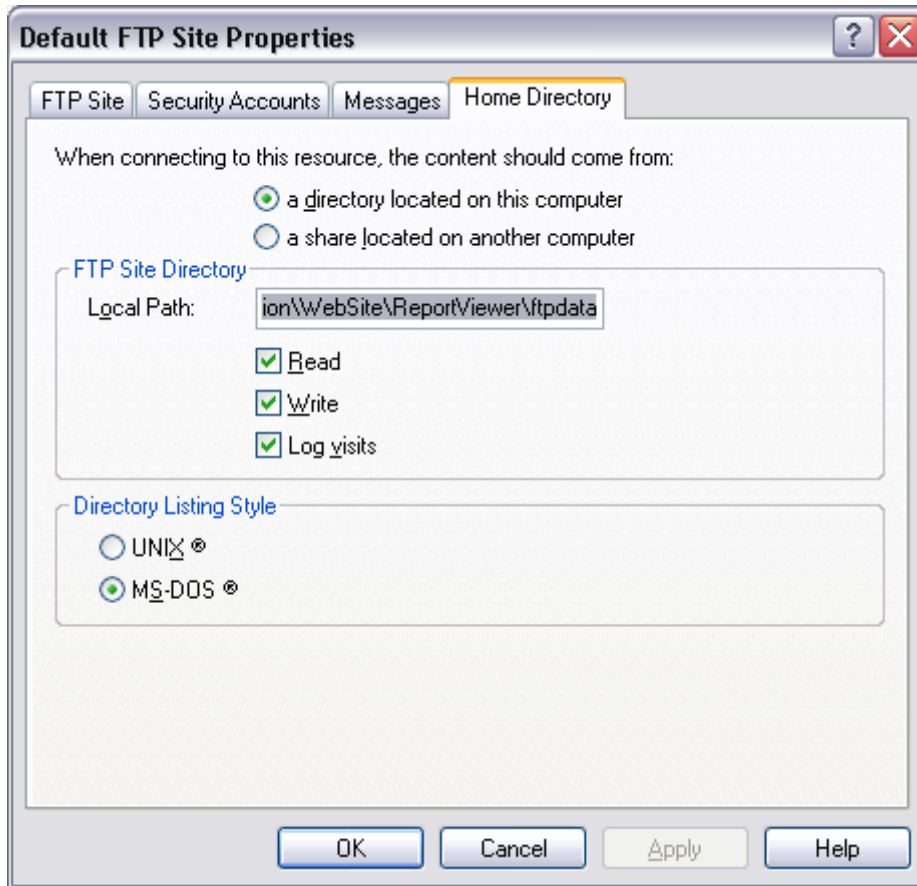 Default FTP Site Properties
FTP Site Security Accounts Messages Home Directory
When connecting to this resource, the content should come from:
a directory located on this computer
a share located on another computer
FTP Site Directory
Local Path: ion\WebSite\ReportViewer\ftpdata
Read
Write
Log visits
Directory Listing Style
UNIX ®
MS-DOS ®
OK Cancel Apply Help